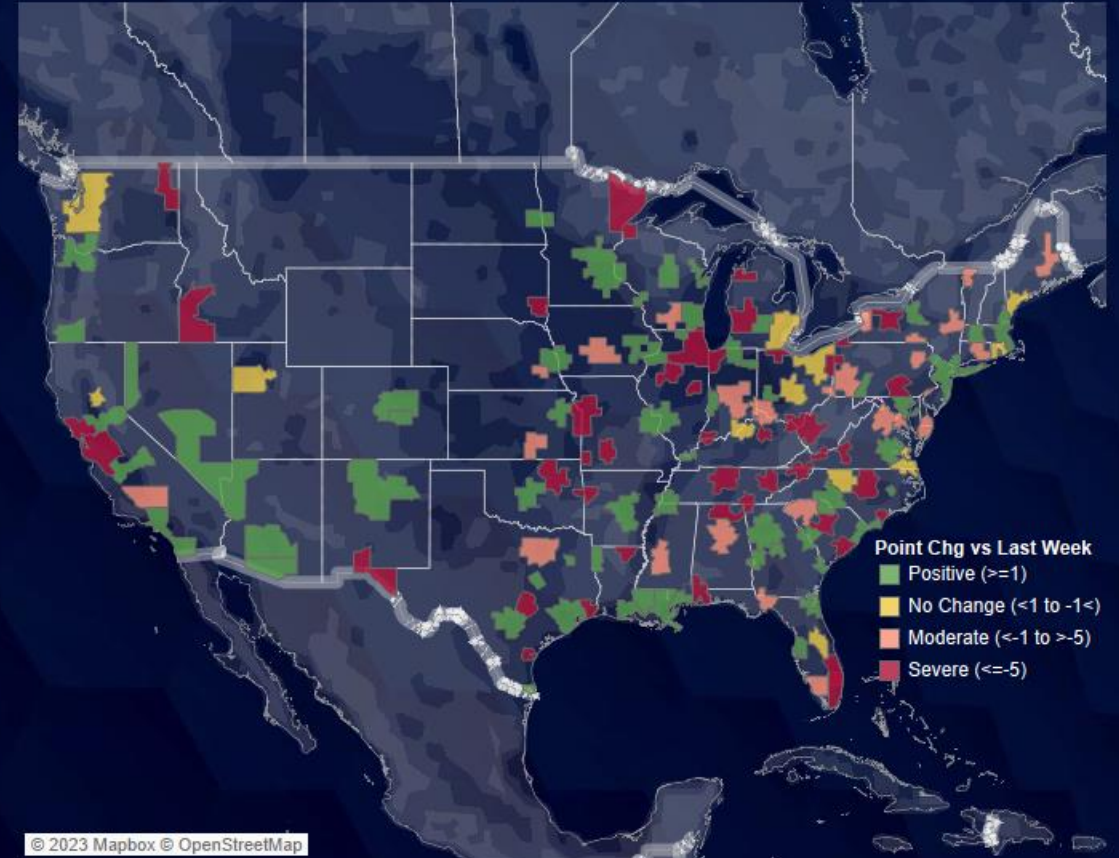 Point Chg vs Last Week
Positive (>=1)
No Change (<1 to -1<)
Moderate (<-1 to >-5)
Severe (<=-5)
© 2023 Mapbox © OpenStreetMap